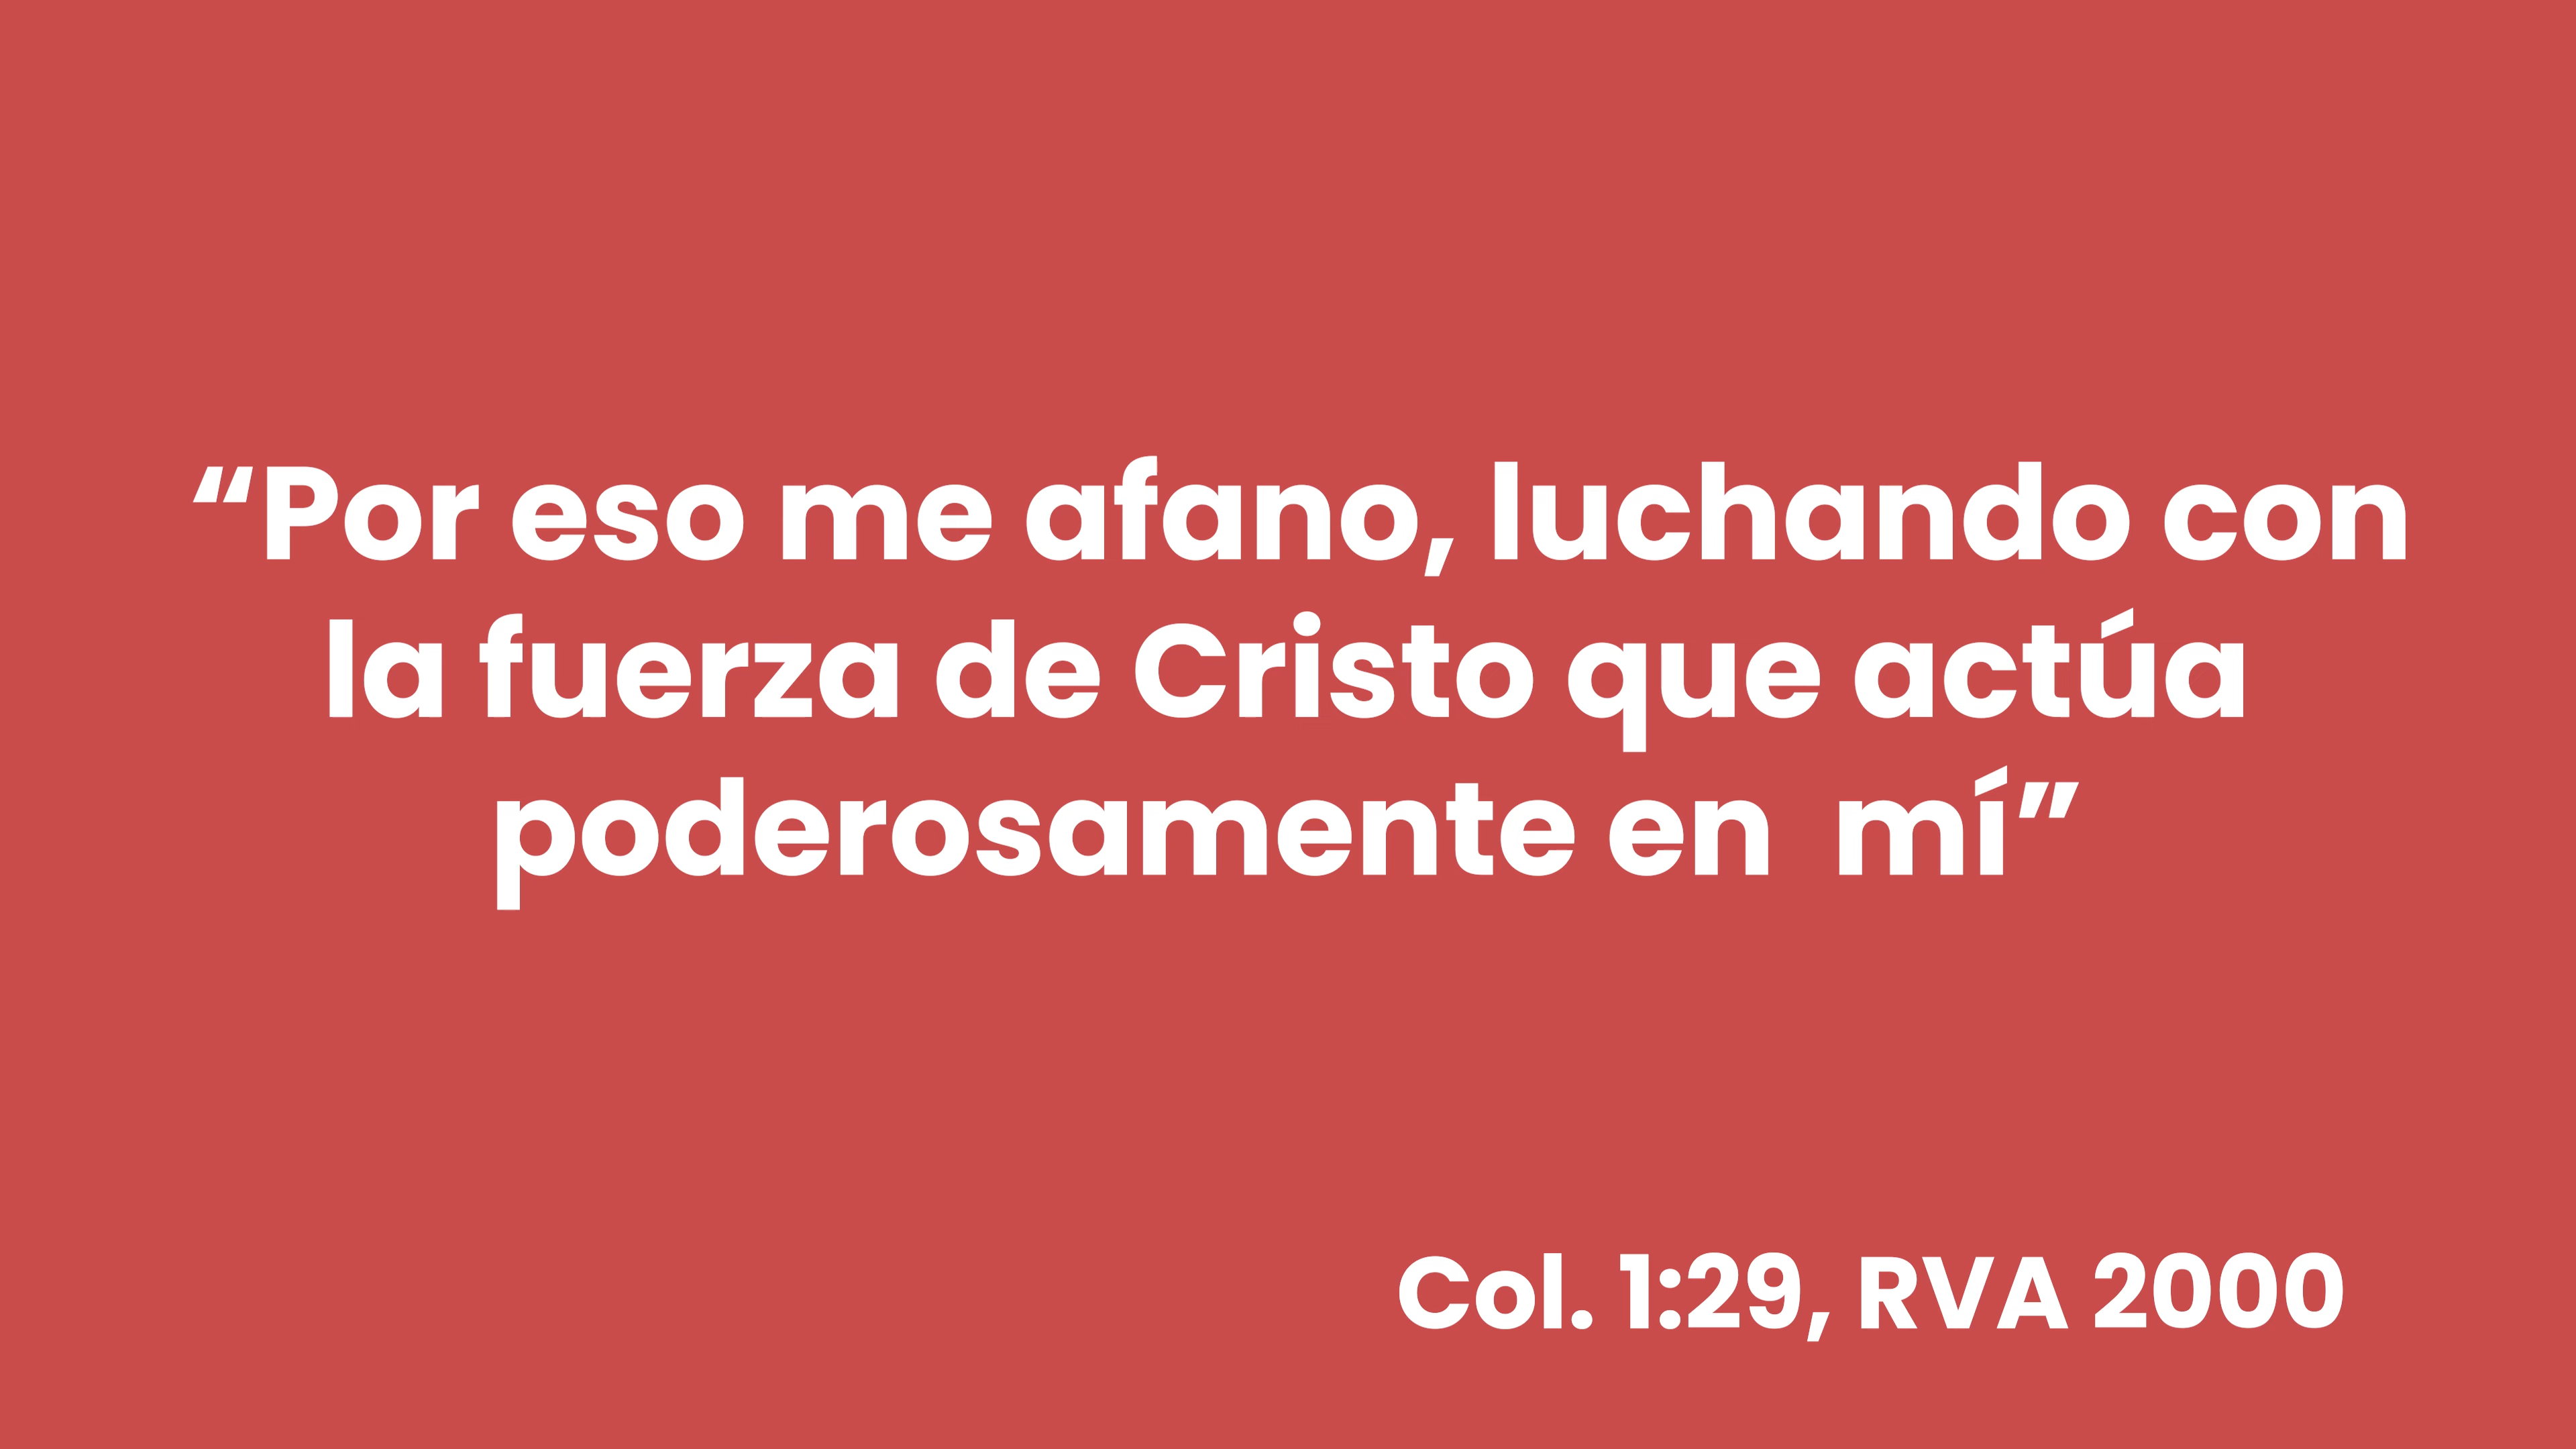 “Por eso me afano, luchando con
la fuerza de Cristo que actúa
poderosamente en  mí”
Col. 1:29, RVA 2000